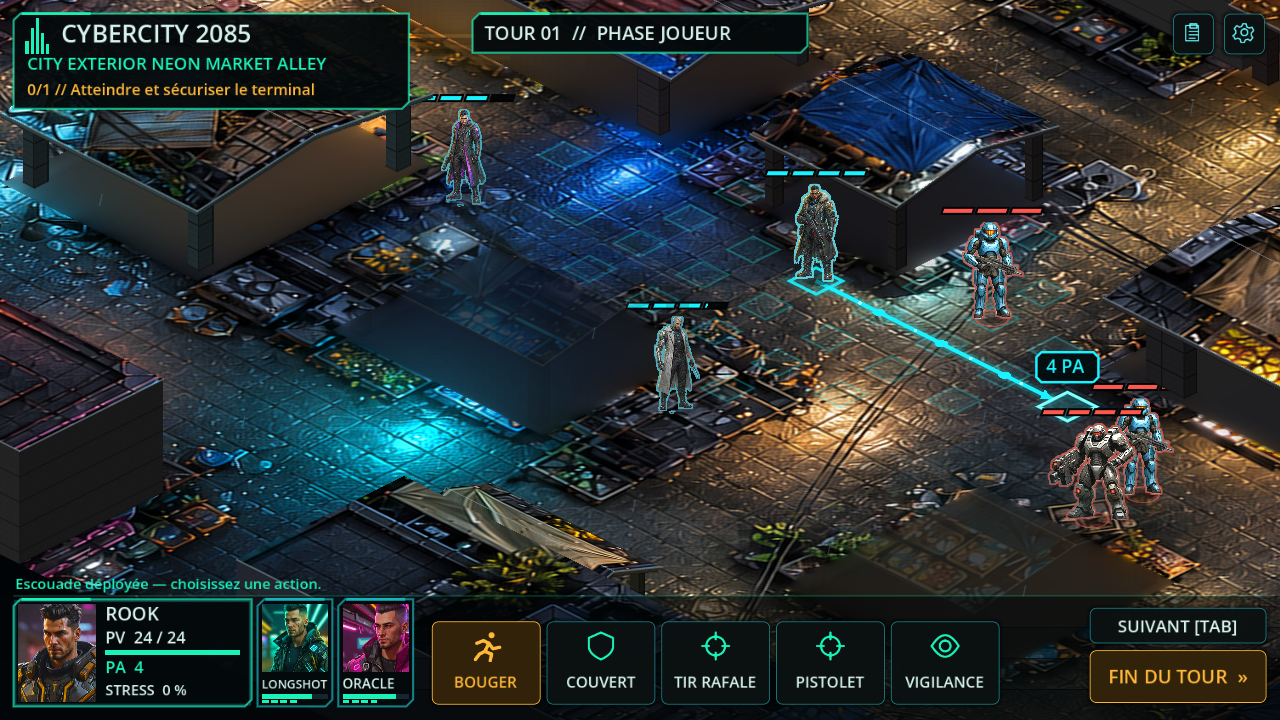 CYBERCITY 2085
CITY EXTERIOR NEON MARKET ALLEY
0/1 // Atteindre et sécuriser le terminal
TOUR 01 // PHASE JOUEUR
4 PA
Escouade déployée — choisissez une action.
ROOK
PV 24 / 24
PA 4
STRESS 0 %
LONGSHOT
ORACLE
BOUGER
COUVERT
TIR RAFALE
PISTOLET
VIGILANCE
SUIVANT [TAB]
FIN DU TOUR »